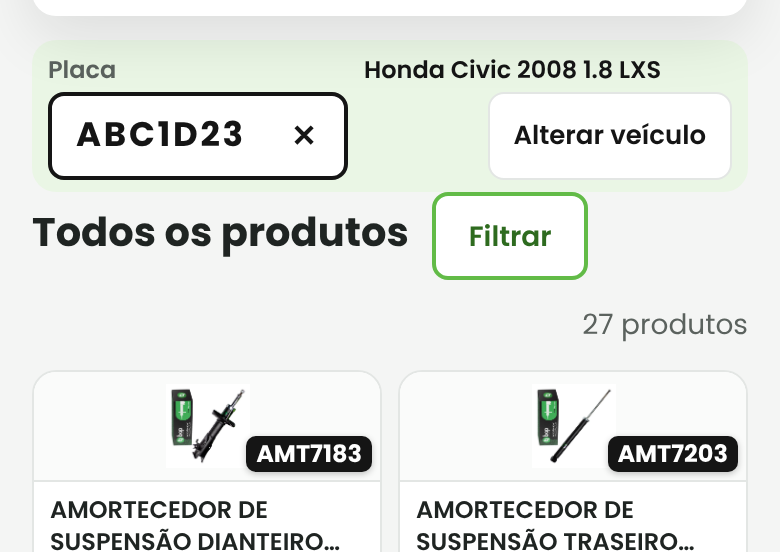 Placa
Honda Civic 2008 1.8 LXS
ABC1D23 ×
Alterar veículo
Todos os produtos
Filtrar
27 produtos
AMT7183
AMT7203
AMORTECEDOR DE
SUSPENSÃO DIANTEIRO...
AMORTECEDOR DE
SUSPENSÃO TRASEIRO...